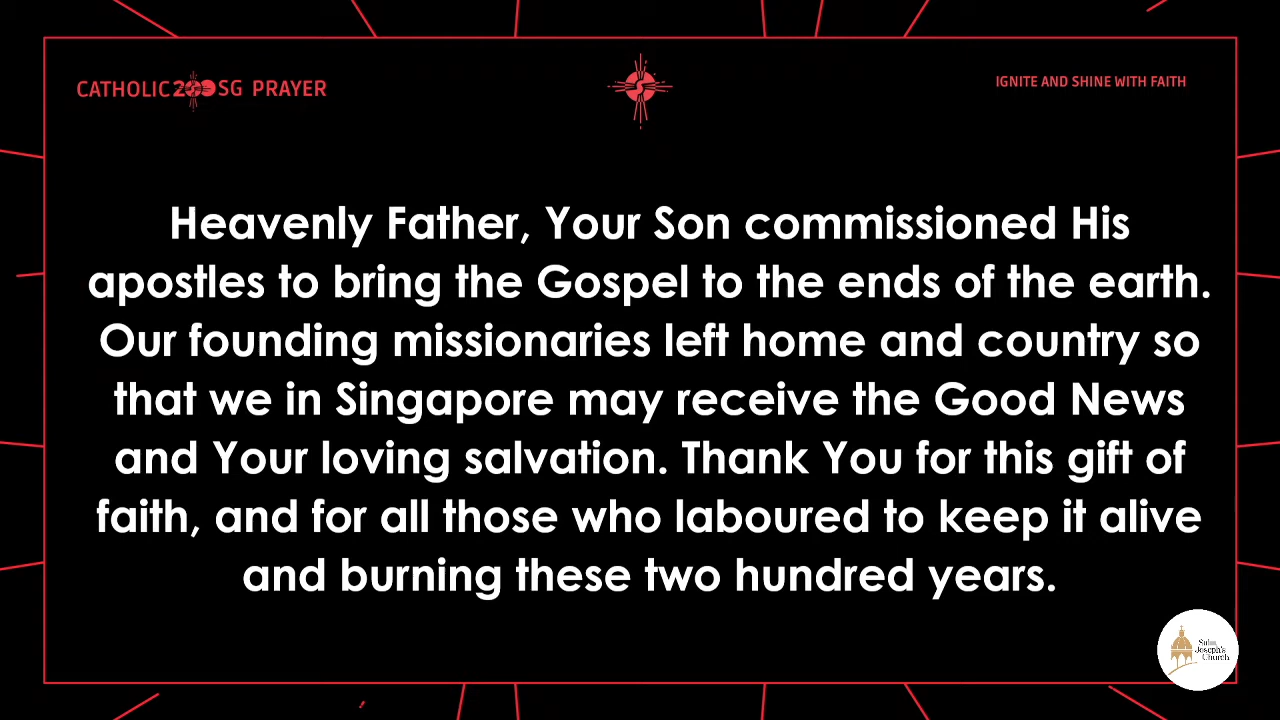 CATHOLIC200SG PRAYER
IGNITE AND SHINE WITH FAITH
Heavenly Father, Your Son commissioned His
apostles to bring the Gospel to the ends of the earth.
Our founding missionaries left home and country so
that we in Singapore may receive the Good News
and Your loving salvation. Thank You for this gift of
faith, and for all those who laboured to keep it alive
and burning these two hundred years.
Saint
Joseph's
Church